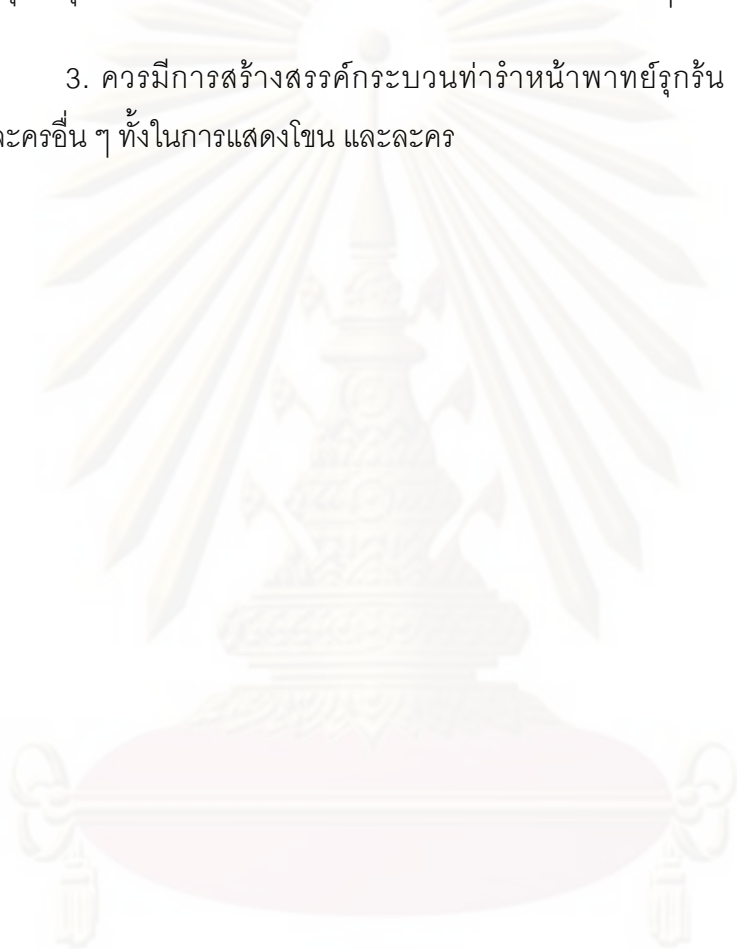 3. ควรมีการสร้างสรรค์กระบวนท่ารำหน้าพาทย์รุกร้น
ะครอื่น ๆ ทั้งในการแสดงโขน และละคร